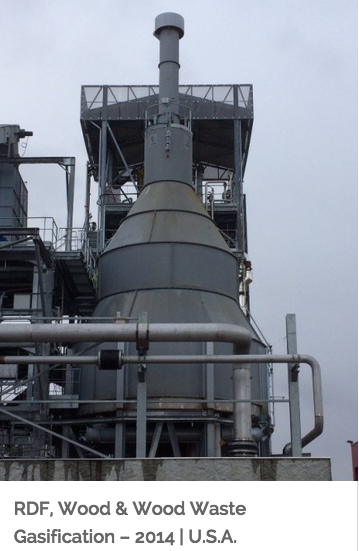 RDF, Wood & Wood Waste
Gasification – 2014 | U.S.A.